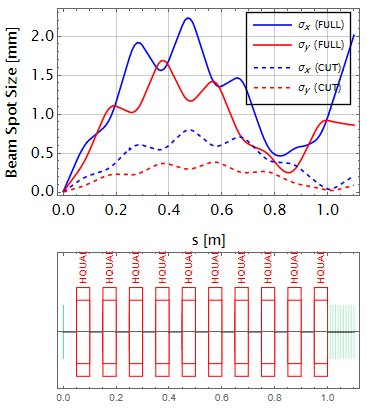 Beam Spot Size [mm]
2.0
1.5
1.0
0.5
0.0
σx (FULL)
σy (FULL)
σx (CUT)
σy (CUT)
0.0 0.2 0.4 0.6 0.8 1.0
s [m]
HQUAD HQUAD HQUAD HQUAD HQUAD HQUAD HQUAD HQUAD HQUAD HQUAD
0.0 0.2 0.4 0.6 0.8 1.0